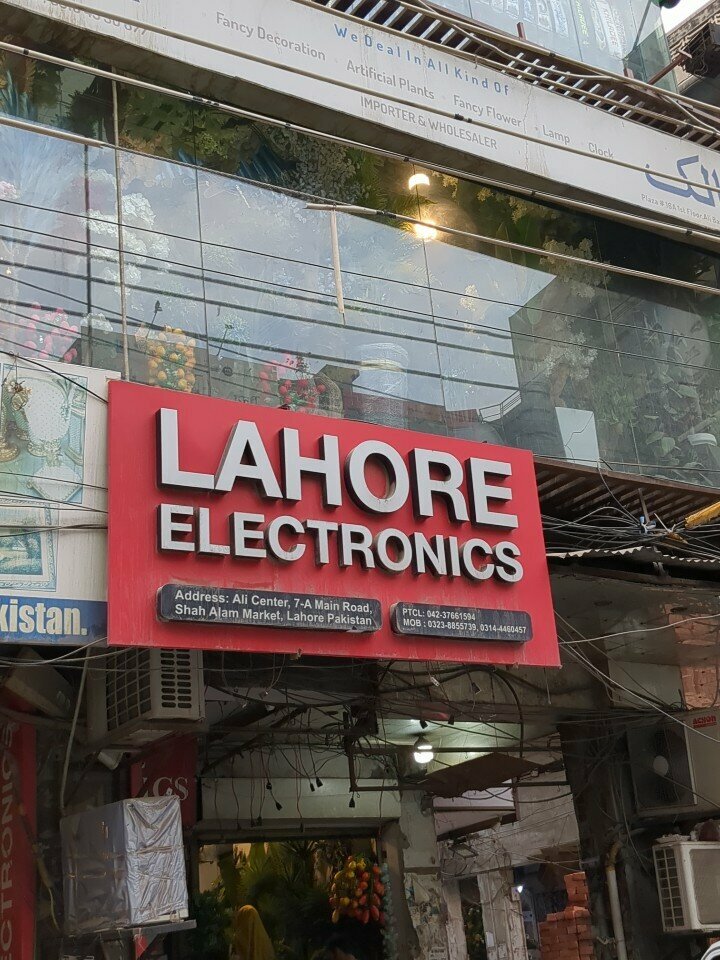 We Deal In All Kind Of
Fancy Decoration • Artificial Plants • Fancy Flower • Lamp • Clock
IMPORTER & WHOLESALER
LAHORE
ELECTRONICS
Address: Ali Center, 7-A Main Road,
Shah Alam Market, Lahore Pakistan
PTCL: 042-37661594
MOB : 0323-8855739, 0314-4460457
kistan.
CTRONICS